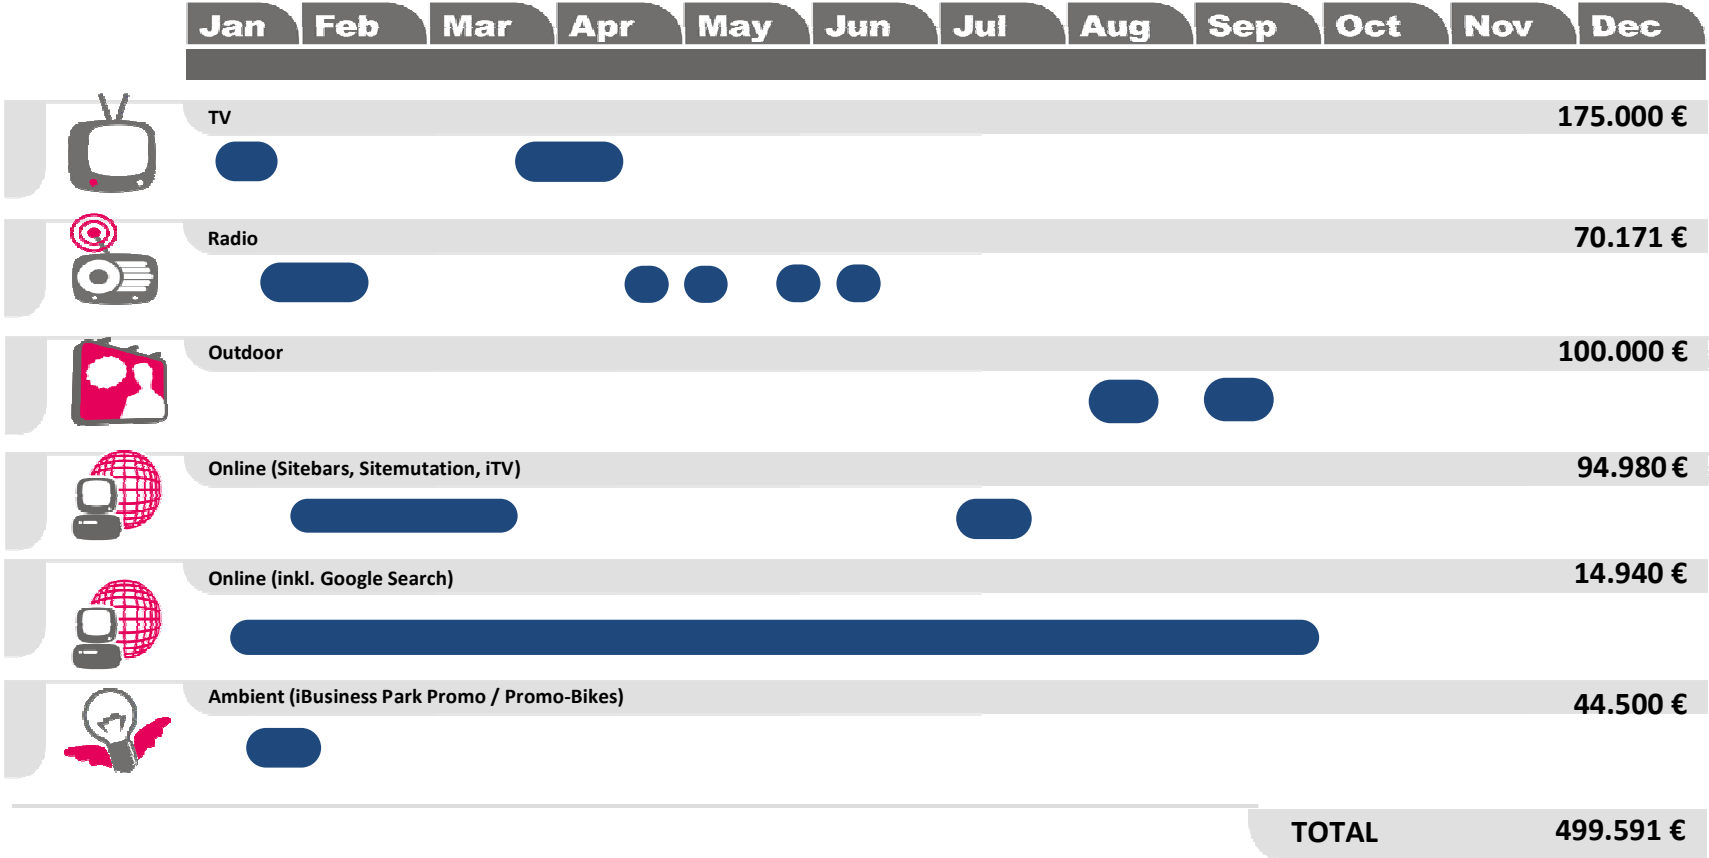 Jan Feb Mar Apr May Jun Jul Aug Sep Oct Nov Dec
TV 175.000 €
Radio 70.171 €
Outdoor 100.000 €
Online (Sitebars, Sitemutation, iTV) 94.980 €
Online (inkl. Google Search) 14.940 €
Ambient (iBusiness Park Promo / Promo-Bikes) 44.500 €
TOTAL 499.591 €